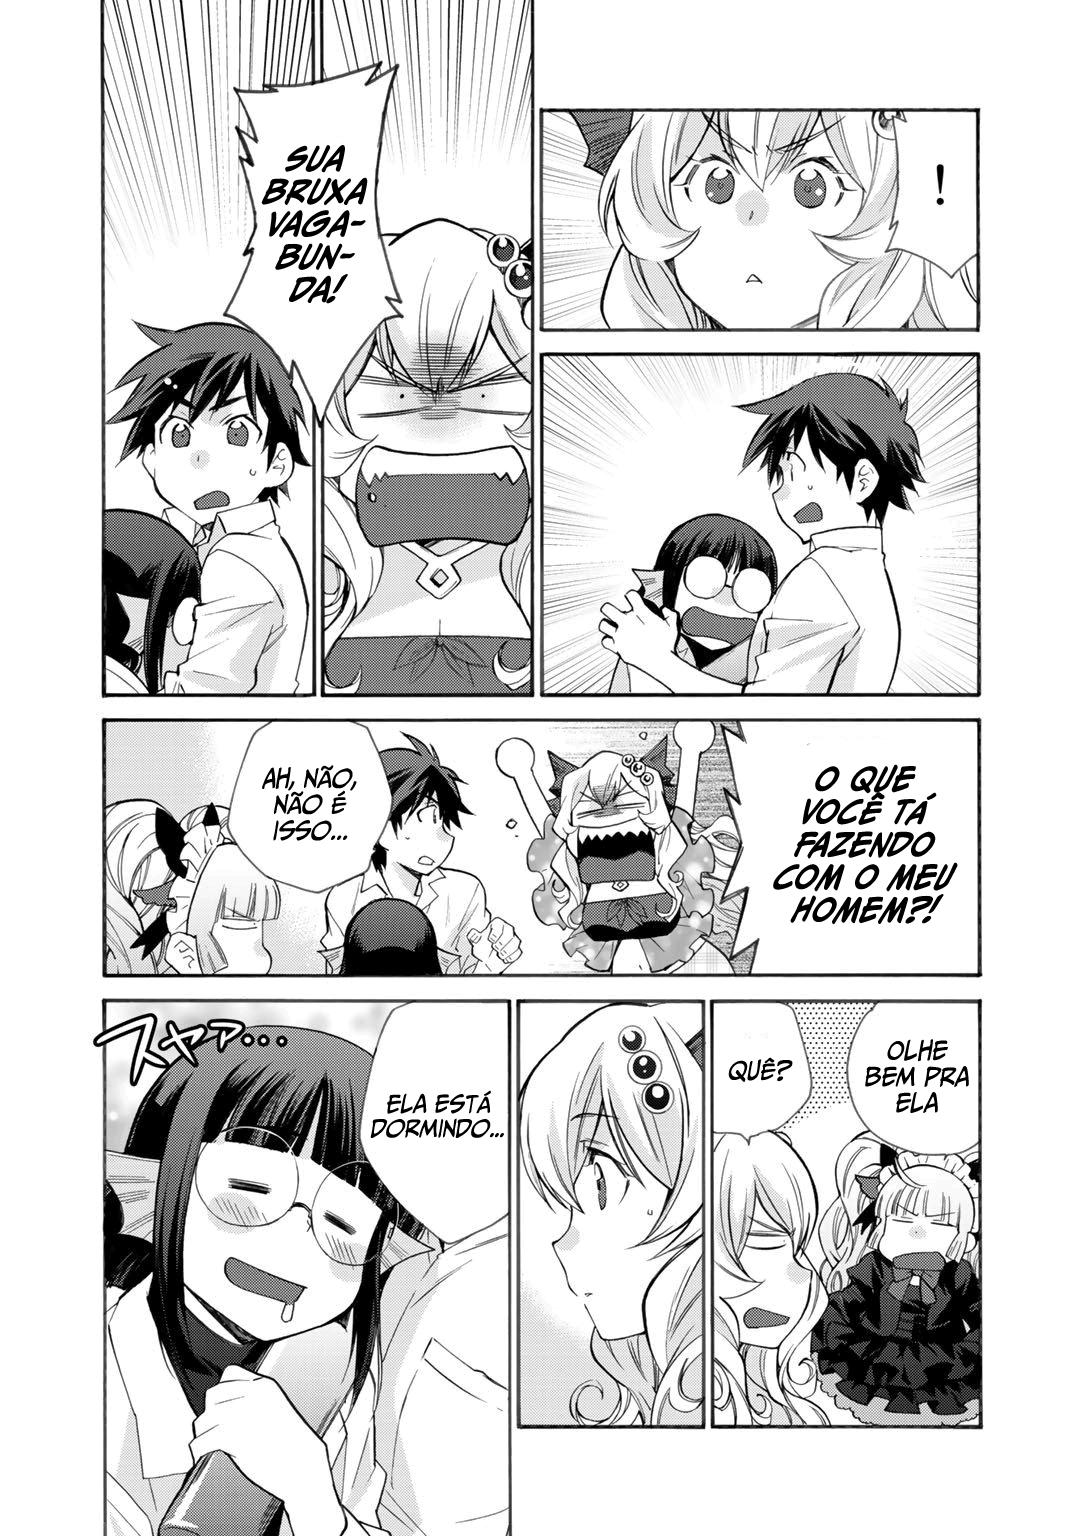 !
SUA
BRUXA
VAGA-
BUN-
DA!
O QUE
VOCÊ TÁ
FAZENDO
COM O MEU
HOMEM?!
AH, NÃO,
NÃO É
ISSO...
OLHE
BEM PRA
ELA
QUÊ?
ELA ESTÁ
DORMINDO...
スヤァ...